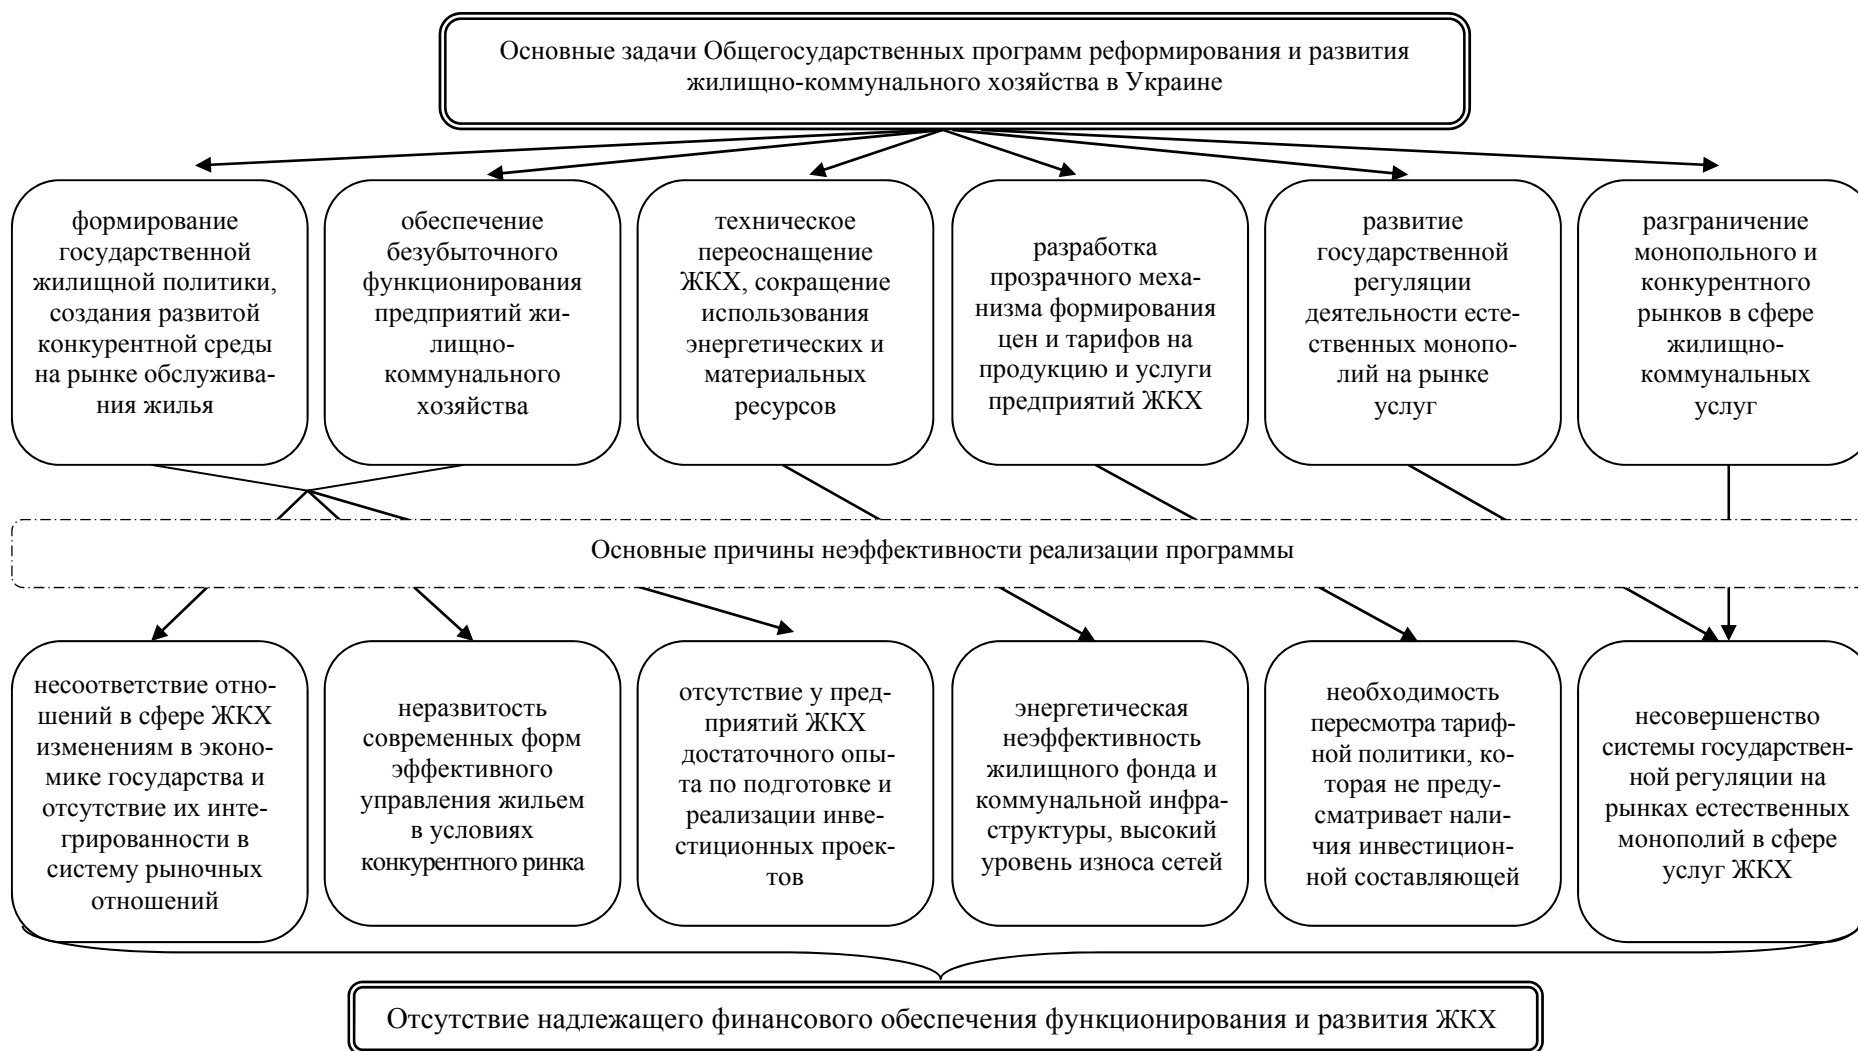 Основные задачи Общегосударственных программ реформирования и развития
жилищно-коммунального хозяйства в Украине
формирование
государственной
жилищной политики,
создания развитой
конкурентной среды
на рынке обслужива-
ния жилья
обеспечение
безубыточного
функционирования
предприятий жи-
лищно-
коммунального
хозяйства
техническое
переоснащение
ЖКХ, сокращение
использования
энергетических и
материальных
ресурсов
разработка
прозрачного меха-
низма формирования
цен и тарифов на
продукцию и услуги
предприятий ЖКХ
развитие
государственной
регуляции
деятельности есте-
ственных монопо-
лий на рынке
услуг
разграничение
монопольного и
конкурентного
рынков в сфере
жилищно-
коммунальных
услуг
Основные причины неэффективности реализации программы
несоответствие отно-
шений в сфере ЖКХ
изменениям в эконо-
мике государства и
отсутствие их инте-
грированности в
систему рыночных
отношений
неразвитость
современных форм
эффективного
управления жильем
в условиях
конкурентного ринка
отсутствие у пред-
приятий ЖКХ
достаточного опы-
та по подготовке и
реализации инве-
стиционных проек-
тов
энергетическая
неэффективность
жилищного фонда и
коммунальной инфра-
структуры, высокий
уровень износа сетей
необходимость
пересмотра тариф-
ной политики, ко-
торая не преду-
сматривает нали-
чия инвестицион-
ной составляющей
несовершенство
системы государствен-
ной регуляции на
рынках естественных
монополий в сфере
услуг ЖКХ
Отсутствие надлежащего финансового обеспечения функционирования и развития ЖКХ